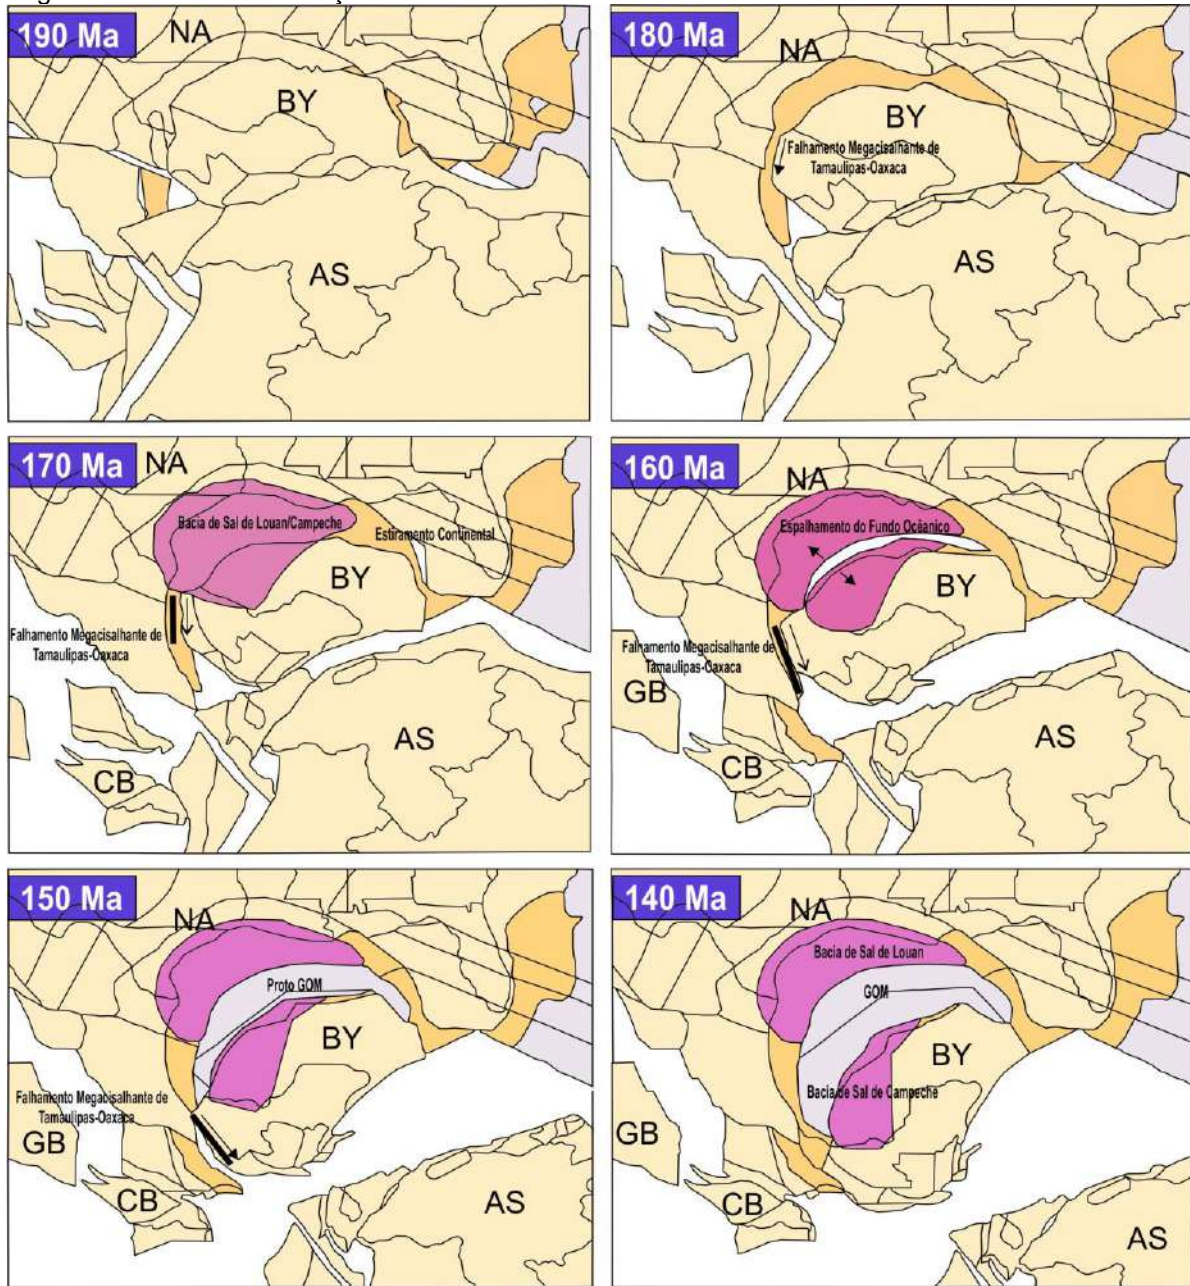 190 Ma
NA
BY
AS
180 Ma
NA
BY
Falhamento Megacisalhante de
Tamaulipas-Oaxaca
AS
170 Ma
NA
Bacia de Sal de Louan/Campeche
Estiramento Continental
BY
Falhamento Megacisalhante de
Tamaulipas-Oaxaca
AS
CB
160 Ma
NA
Espalhamento do Fundo Océanico
BY
Falhamento Megacisalhante de
Tamaulipas-Oaxaca
GB
AS
CB
150 Ma
NA
Proto GOM
BY
Falhamento Megacisalhante de
Tamaulipas-Oaxaca
GB
CB
AS
140 Ma
NA
Bacia de Sal de Louan
GOM
BY
Bacia de Sal de Campeche
GB
CB
AS